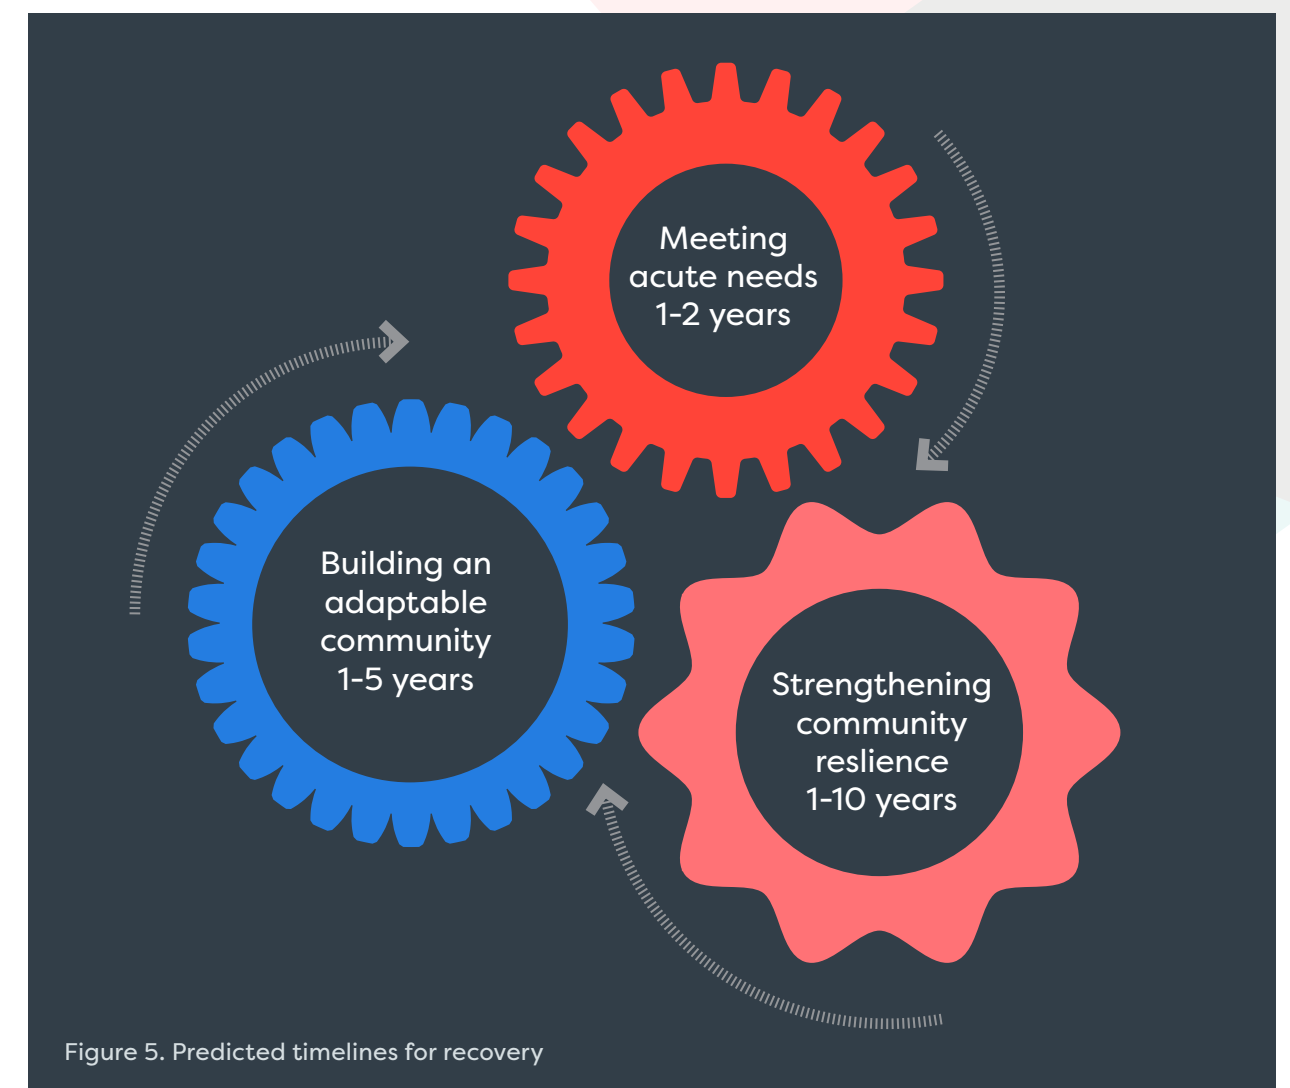 Meeting
acute needs
1-2 years
Building an
adaptable
community
1-5 years
Strengthening
community
reslience
1-10 years
Figure 5. Predicted timelines for recovery